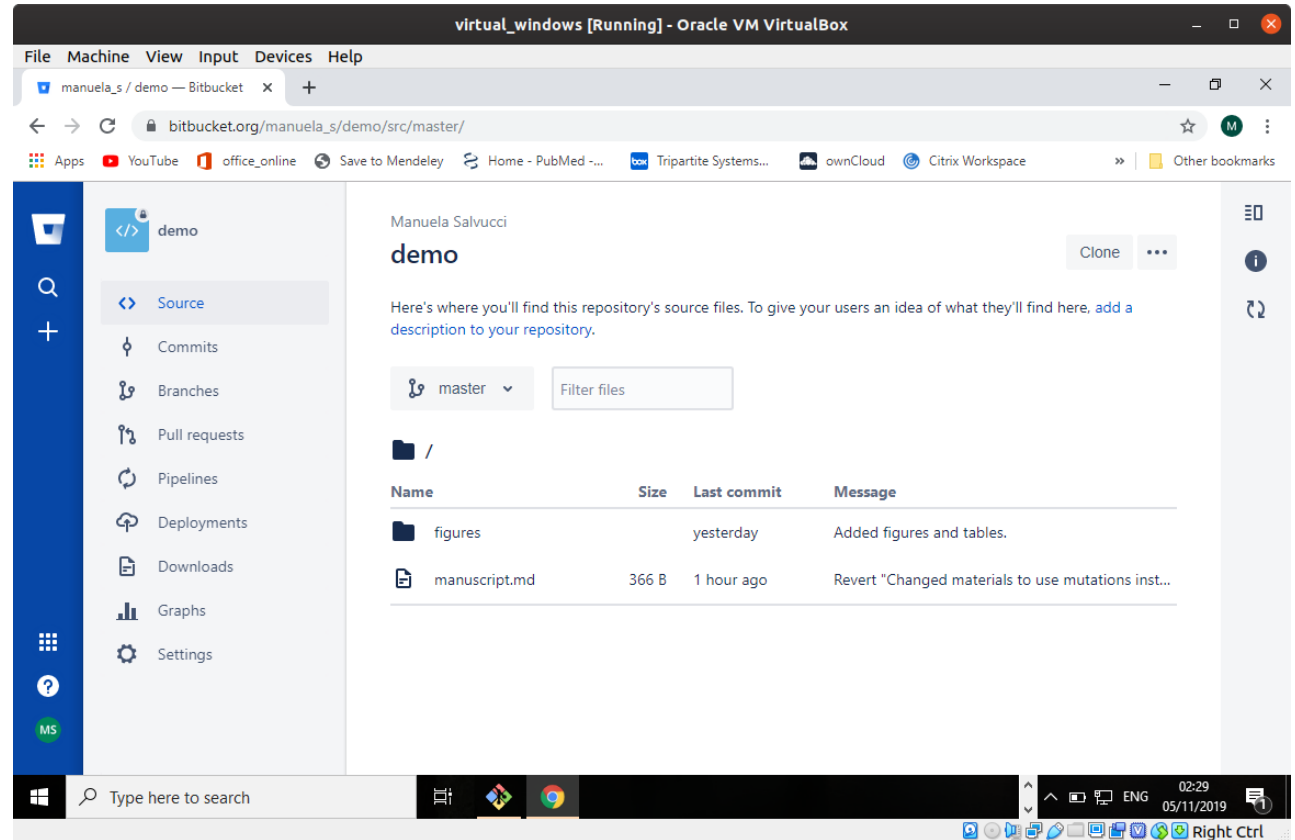 virtual_windows [Running] - Oracle VM VirtualBox
File Machine View Input Devices Help
manuela_s / demo — Bitbucket
bitbucket.org/manuela_s/demo/src/master/
M
Apps YouTube office_online Save to Mendeley Home - PubMed -... box Tripartite Systems... ownCloud Citrix Workspace » Other bookmarks
</> demo
Manuela Salvucci
demo
Clone
Here's where you'll find this repository's source files. To give your users an idea of what they'll find here, add a
description to your repository.
Source
Commits
Branches
Pull requests
Pipelines
Deployments
Downloads
Graphs
Settings
master
Filter files
/
Name Size Last commit Message
figures yesterday Added figures and tables.
manuscript.md 366 B 1 hour ago Revert "Changed materials to use mutations inst...
?
MS
Type here to search
ENG
02:29
05/11/2019
1
Right Ctrl